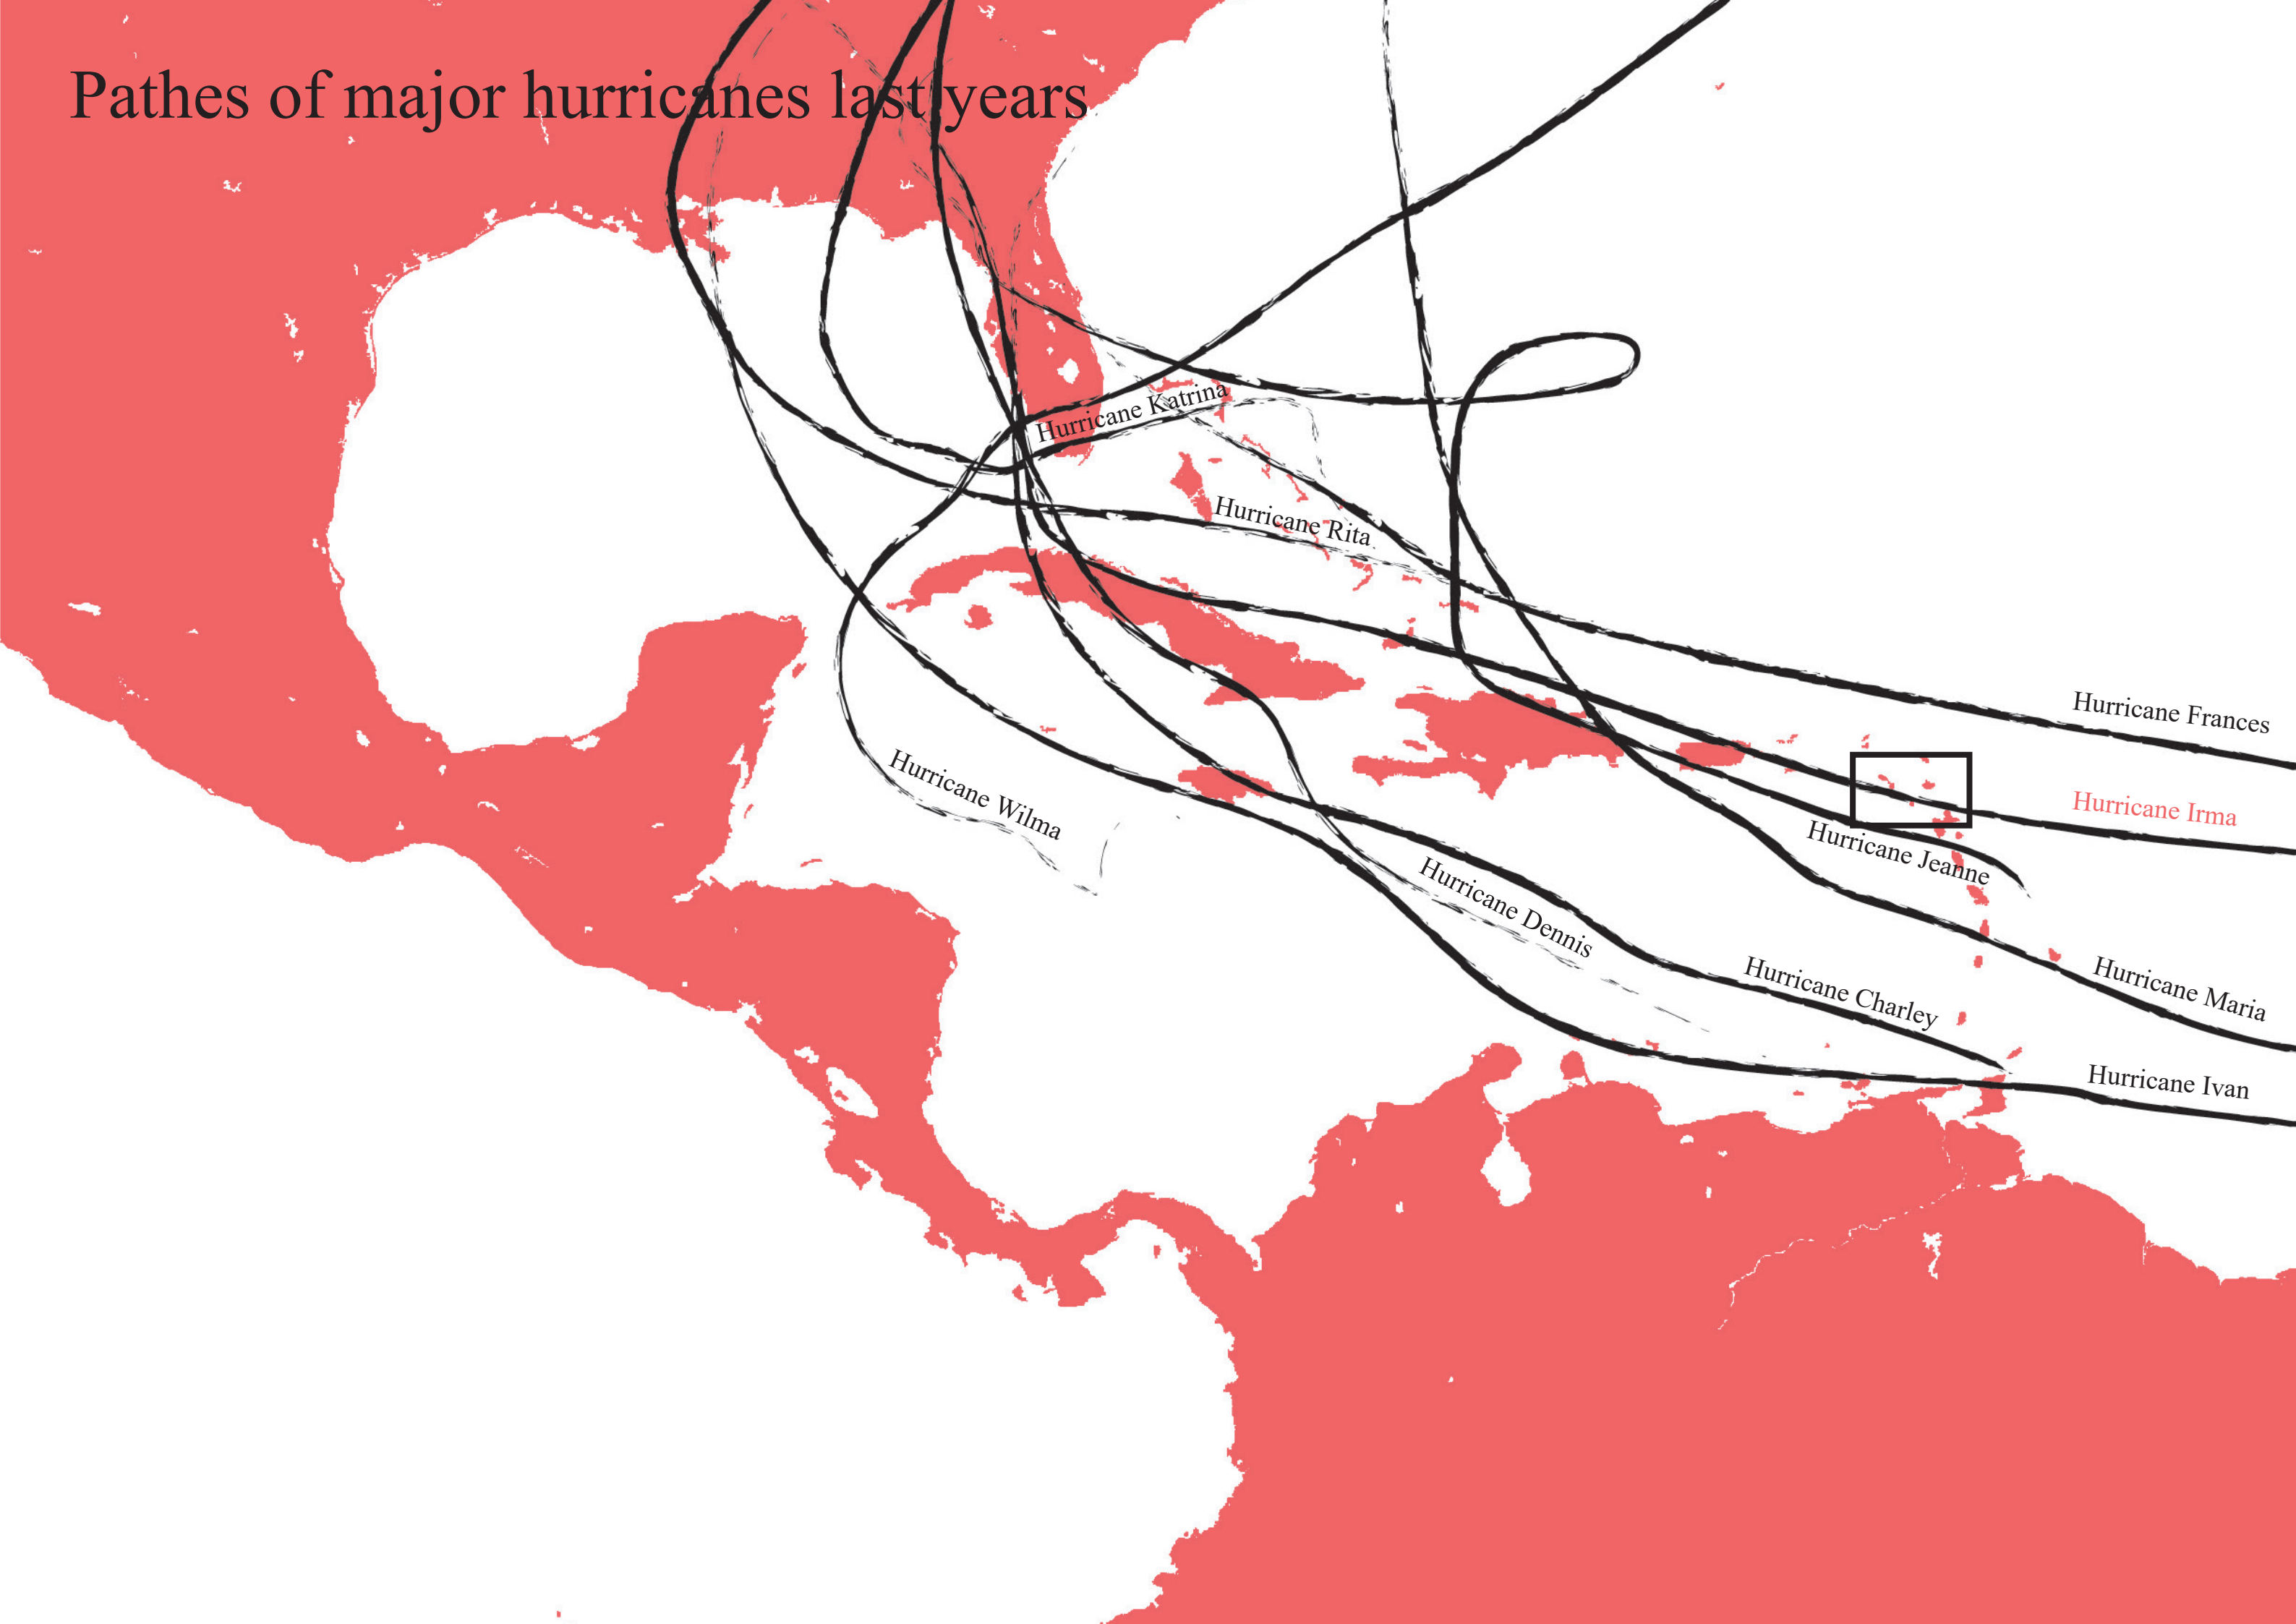 Pathes of major hurricanes last years
Hurricane Katrina
Hurricane Rita
Hurricane Frances
Hurricane Irma
Hurricane Wilma
Hurricane Jeanne
Hurricane Dennis
Hurricane Charley
Hurricane Maria
Hurricane Ivan